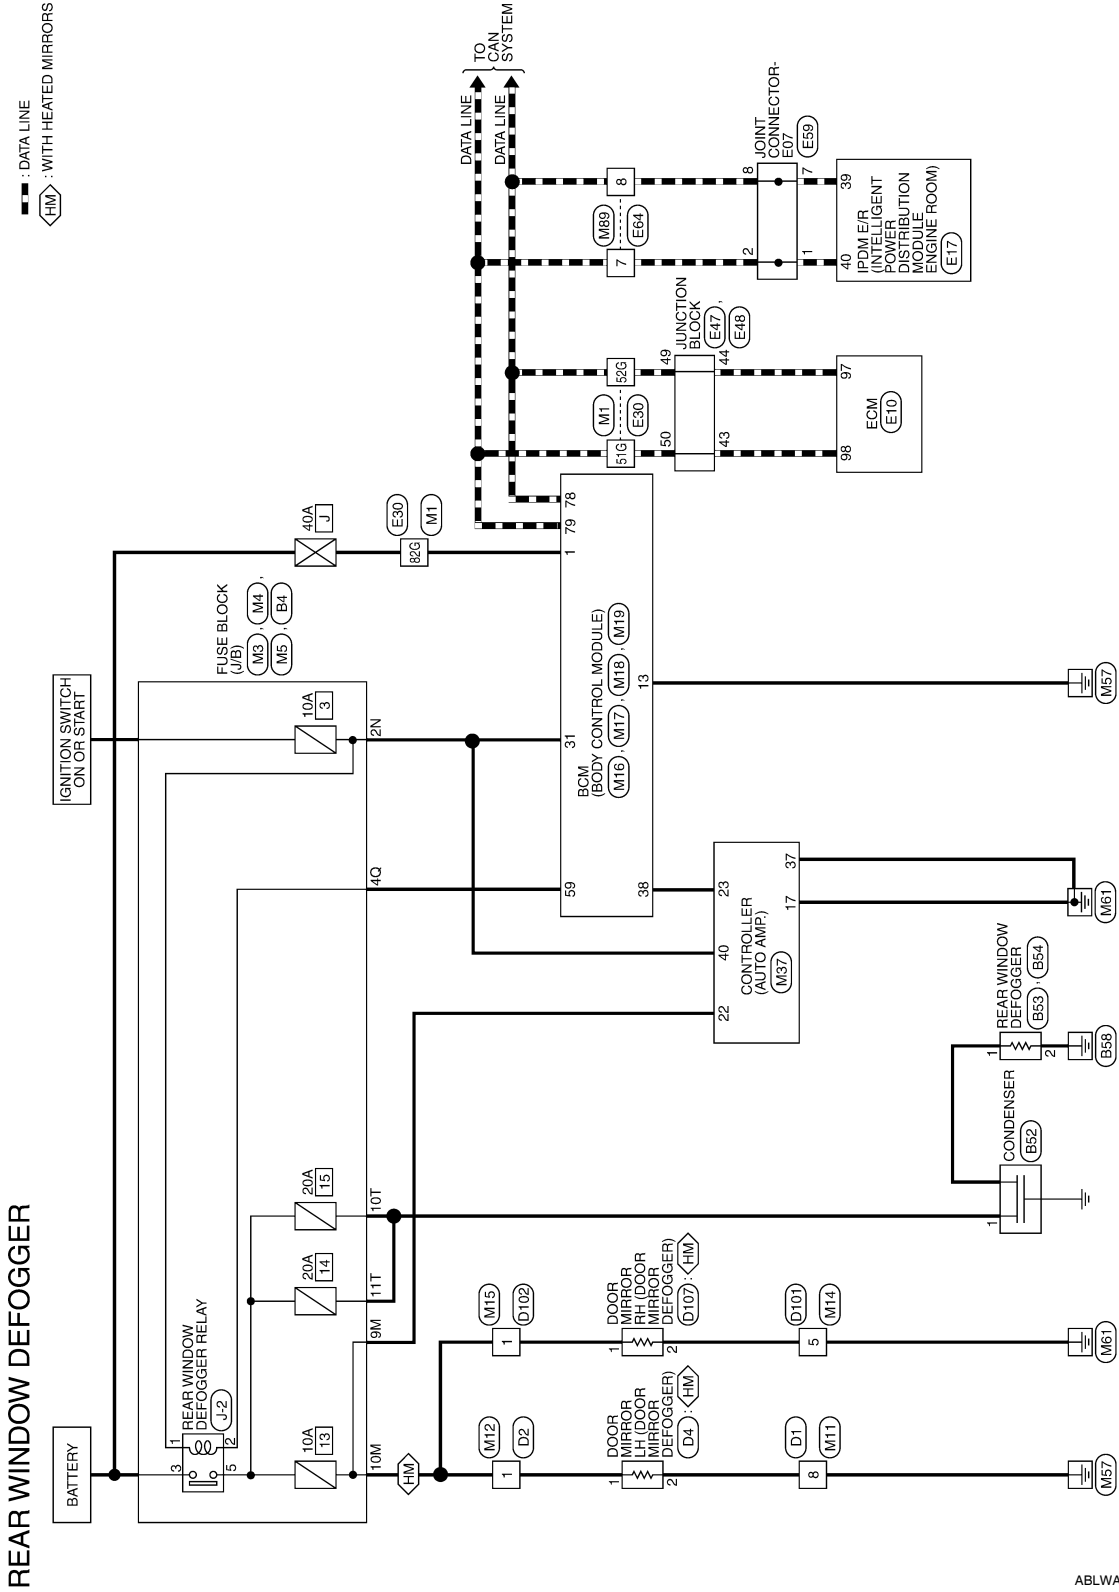 REAR WINDOW DEFOGGER
: DATA LINE
HM : WITH HEATED MIRRORS
BATTERY
IGNITION SWITCH
ON OR START
FUSE BLOCK
(J/B)
M3 , M4 ,
M5 , B4
REAR WINDOW
DEFOGGER RELAY
J-2
1
2
3
5
10A
13
20A
14
20A
15
10A
3
40A
J
10M
9M
11T
10T
4Q
2N
E30
82G
M1
HM
M12
1
D2
M15
1
D102
DOOR
MIRROR
LH (DOOR
MIRROR
DEFOGGER)
D4 : HM
1
2
DOOR
MIRROR
RH (DOOR
MIRROR
DEFOGGER)
D107 : HM
1
2
D1
8
M11
D101
5
M14
M57
M61
CONDENSER
B52
1
REAR WINDOW
DEFOGGER
B53 , B54
1
2
B58
CONTROLLER
(AUTO AMP.)
M37
22
40
23
17
37
M61
BCM
(BODY CONTROL MODULE)
M16 , M17 , M18 , M19
59
31
1
79
78
38
13
M57
DATA LINE
DATA LINE
TO
CAN
SYSTEM
51G
52G
M1
E30
50
49
43
44
JUNCTION
BLOCK
E47 ,
E48
98
97
ECM
E10
7
8
M89
E64
2
8
1
7
JOINT
CONNECTOR-
E07
E59
40
39
IPDM E/R
(INTELLIGENT
POWER
DISTRIBUTION
MODULE
ENGINE ROOM)
E17
ABLWA